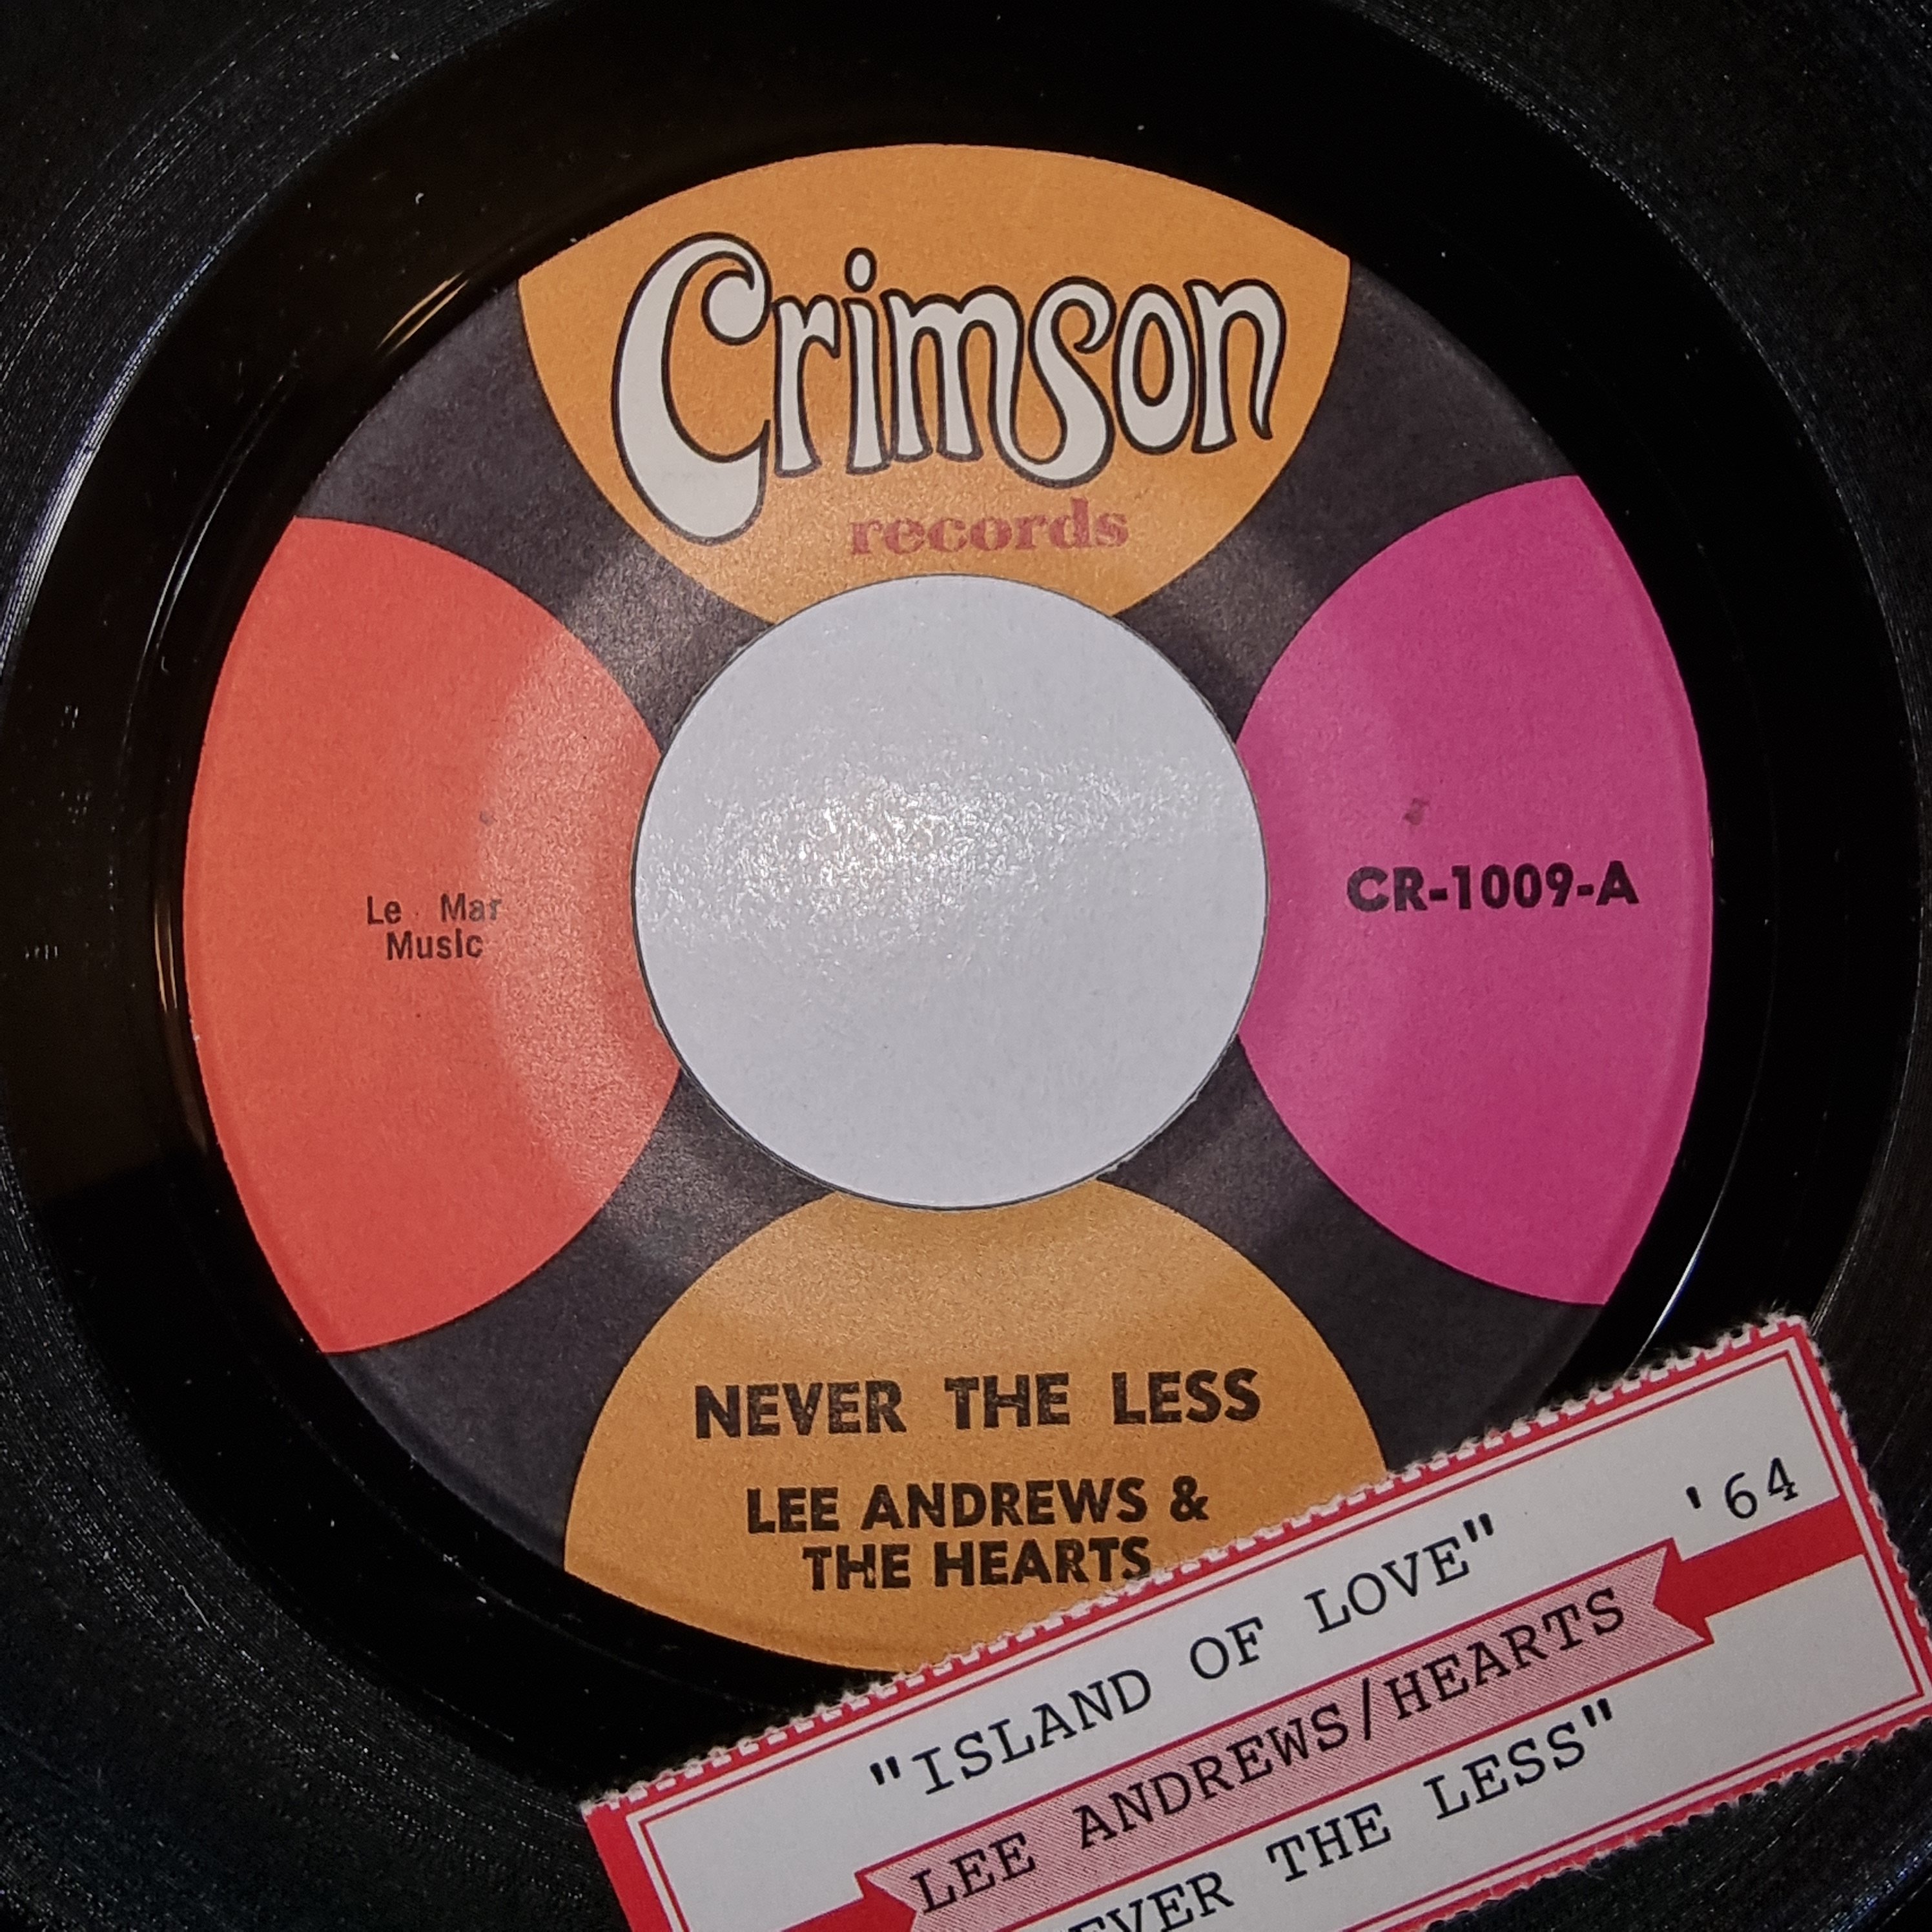 Crimson
records
Le Mar
Music
CR-1009-A
NEVER THE LESS
LEE ANDREWS &
THE HEARTS
'64
"ISLAND OF LOVE"
LEE ANDREWS/HEARTS
EVER THE LESS"